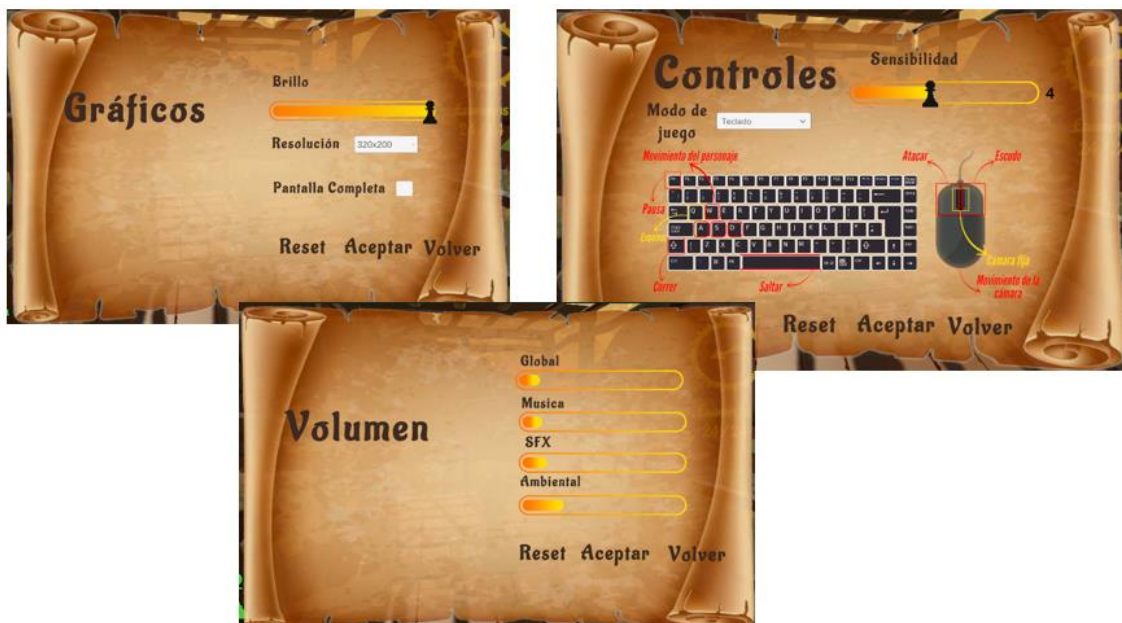 Gráficos
Brillo
Resolución 320x200
Pantalla Completa
Reset Aceptar Volver
Controles
Sensibilidad
4
Modo de
juego
Teclado
Movimiento del personaje
Atacar
Escudo
Pausa
Q W E R T Y U I O P
A S D F G H J K L
Z X C V B N M
Correr
Saltar
Cámara fija
Movimiento de la
cámara
Reset Aceptar Volver
Volumen
Global
Musica
SFX
Ambiental
Reset Aceptar Volver